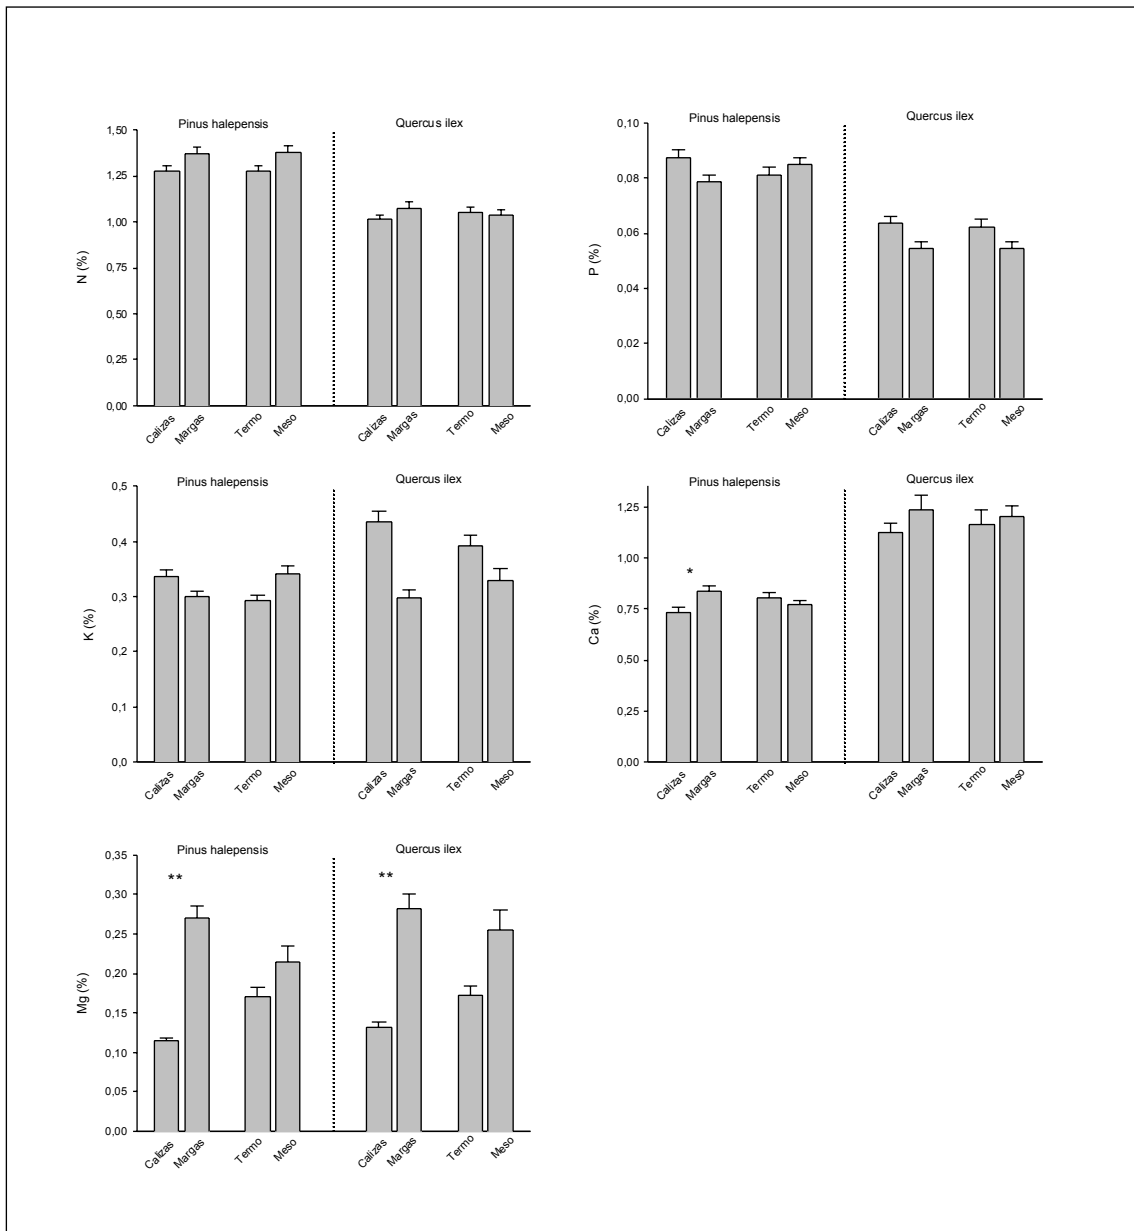 Pinus halepensis Quercus ilex
1,50
1,25
1,00
0,75
0,50
0,25
0,00
N (%)
Calizas Margas Termo Meso Calizas Margas Termo Meso
Pinus halepensis Quercus ilex
0,10
0,08
0,06
0,04
0,02
0,00
P (%)
Calizas Margas Termo Meso Calizas Margas Termo Meso
Pinus halepensis Quercus ilex
0,5
0,4
0,3
0,2
0,1
0,0
K (%)
Calizas Margas Termo Meso Calizas Margas Termo Meso
Pinus halepensis Quercus ilex
1,25
1,00
0,75
0,50
0,25
0,00
Ca (%)
*
Calizas Margas Termo Meso Calizas Margas Termo Meso
Pinus halepensis Quercus ilex
0,35
0,30
0,25
0,20
0,15
0,10
0,05
0,00
Mg (%)
** **
Calizas Margas Termo Meso Calizas Margas Termo Meso